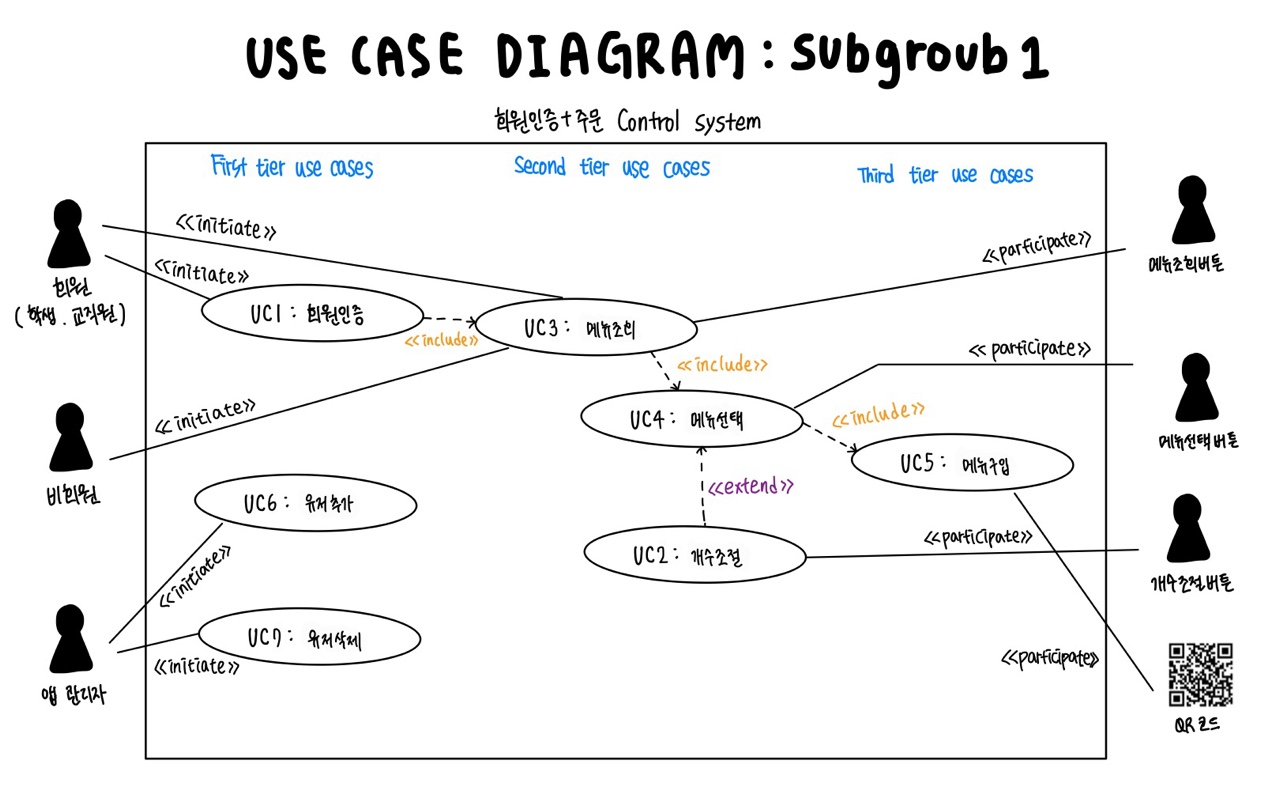 USE CASE DIAGRAM : Subgroub 1
회원인증+주문 Control system
First tier use cases
Second tier use cases
Third tier use cases
<<initiate>>
<<initiate>>
<<participate>>
회원
(학생 . 교직원)
메뉴조회버튼
UC1 : 회원인증
<<include>>
UC3 : 메뉴조회
<<include>>
<< participate>>
<<initiate>>
UC4 : 메뉴선택
<<include>>
메뉴선택버튼
비회원
UC5 : 메뉴구입
<<extend>>
UC6 : 유저추가
<<initiate>>
UC2 : 개수조절
<<participate>>
개수조절버튼
UC7 : 유저삭제
<<initiate>>
<<participate>>
앱 관리자
QR코드